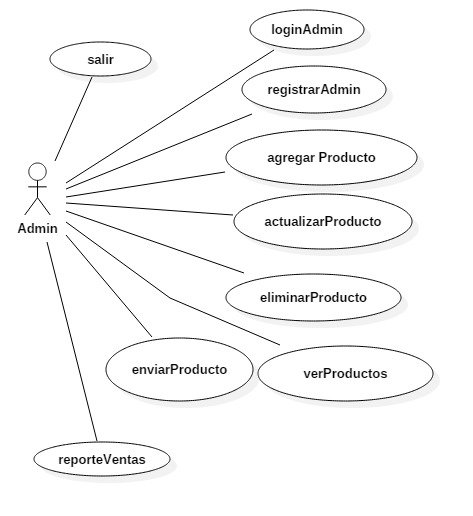 loginAdmin
salir
registrarAdmin
agregar Producto
actualizarProducto
Admin
eliminarProducto
enviarProducto
verProductos
reporteVentas